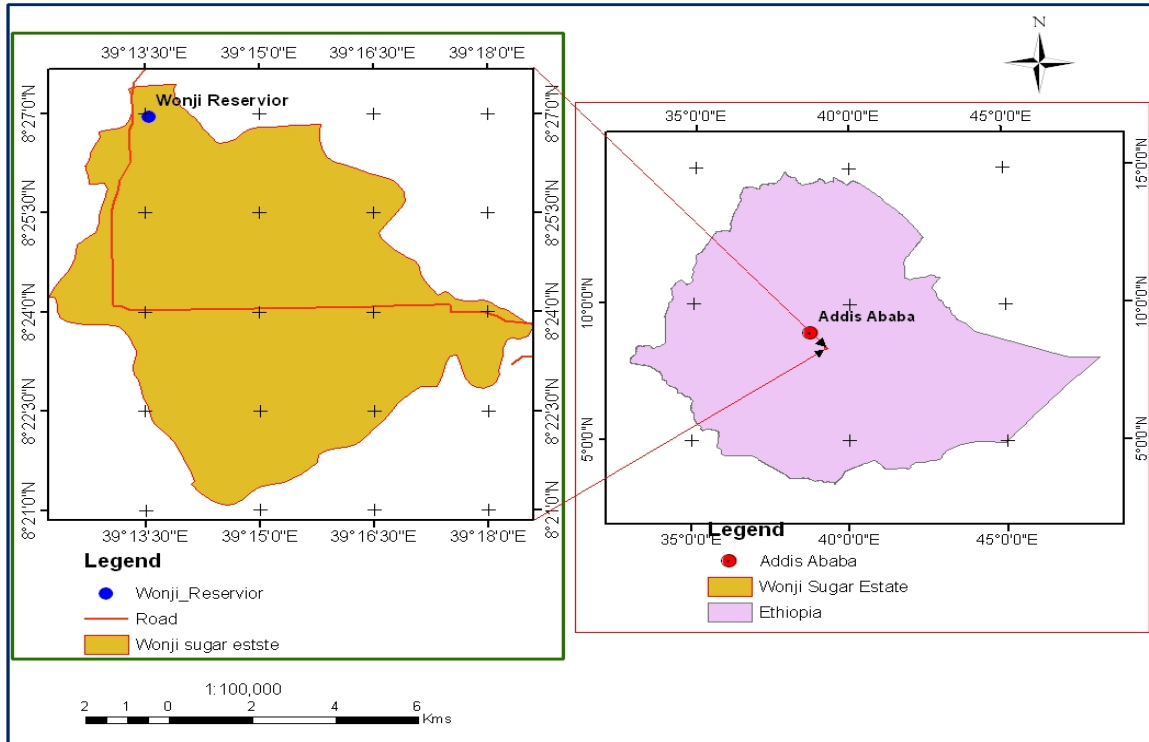 N
39° 13'30"E 39° 15'0"E 39° 16'30"E 39° 18'0"E
8°27'0"N
8°25'30"N
8°24'0"N
8°22'30"N
8°21'0"N
Wonji Reservior
8°27'0"N
8°25'30"N
8°24'0"N
8°22'30"N
8°21'0"N
39°13'30"E 39°15'0"E 39°16'30"E 39°18'0"E
Legend
Wonji_Reservior
Road
Wonji sugar estste
1:100,000
2 1 0 2 4 6
Kms
35°0'0"E 40°0'0"E 45°0'0"E
10°0'0"N
5°0'0"N
Addis Ababa
15°0'0"N
10°0'0"N
5°0'0"N
35°0'0"E 40°0'0"E 45°0'0"E
Legend
Addis Ababa
Wonji Sugar Estate
Ethiopia